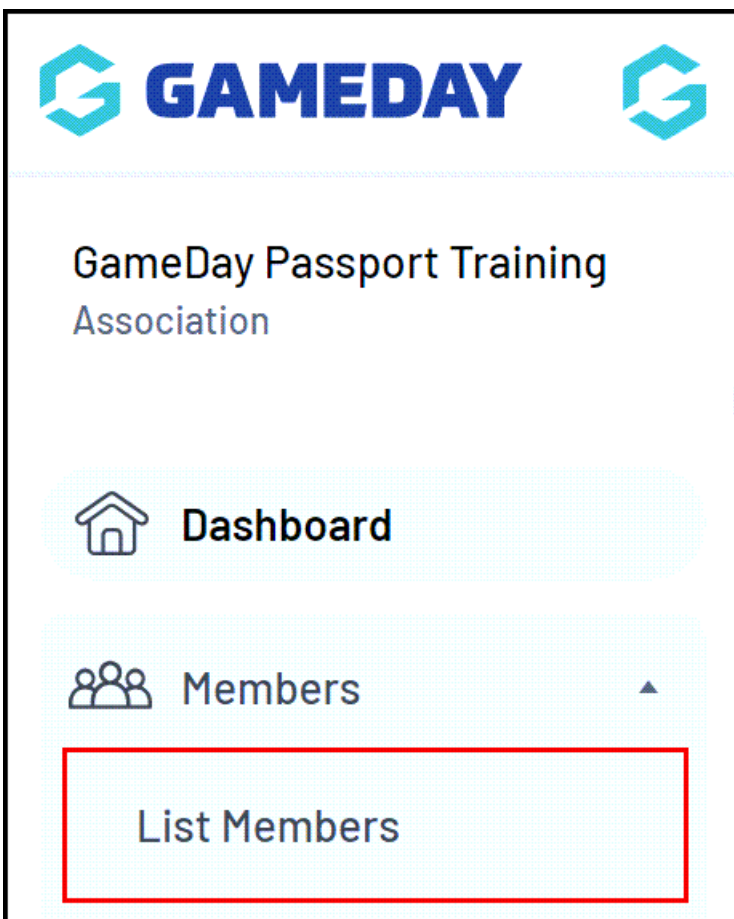 GAMEDAY
GameDay Passport Training
Association
Dashboard
Members
List Members